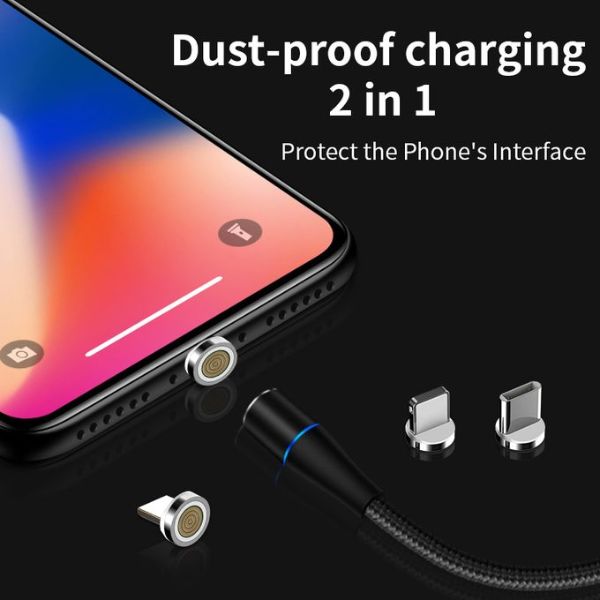 Dust-proof charging
2 in 1
Protect the Phone's Interface